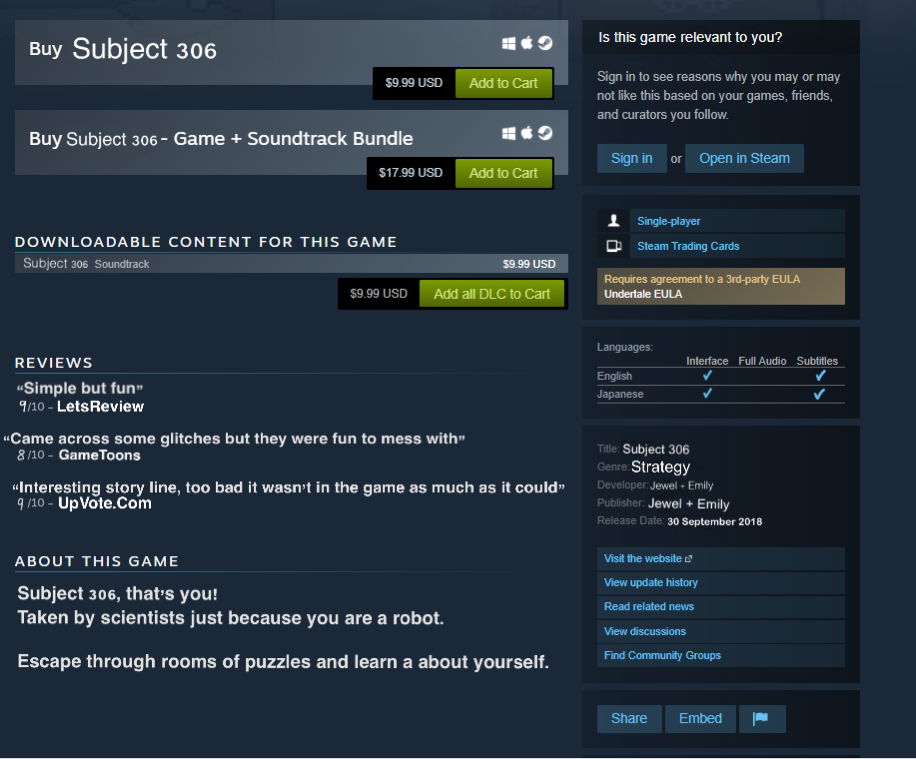 Buy Subject 306
$9.99 USD Add to Cart
Buy Subject 306 - Game + Soundtrack Bundle
$17.99 USD Add to Cart
DOWNLOADABLE CONTENT FOR THIS GAME
Subject 306 Soundtrack $9.99 USD
$9.99 USD Add all DLC to Cart
REVIEWS
“Simple but fun”
9/10 – LetsReview
“Came across some glitches but they were fun to mess with”
8/10 – GameToons
“Interesting story line, too bad it wasn't in the game as much as it could”
9/10 – UpVote.Com
ABOUT THIS GAME
Subject 306, that's you!
Taken by scientists just because you are a robot.
Escape through rooms of puzzles and learn a about yourself.
Is this game relevant to you?
Sign in to see reasons why you may or may
not like this based on your games, friends,
and curators you follow.
Sign in or Open in Steam
Single-player
Steam Trading Cards
Requires agreement to a 3rd-party EULA
Undertale EULA
Languages:
Interface Full Audio Subtitles
English ✔ ✔
Japanese ✔ ✔
Title: Subject 306
Genre: Strategy
Developer: Jewel + Emily
Publisher: Jewel + Emily
Release Date: 30 September 2018
Visit the website
View update history
Read related news
View discussions
Find Community Groups
Share Embed